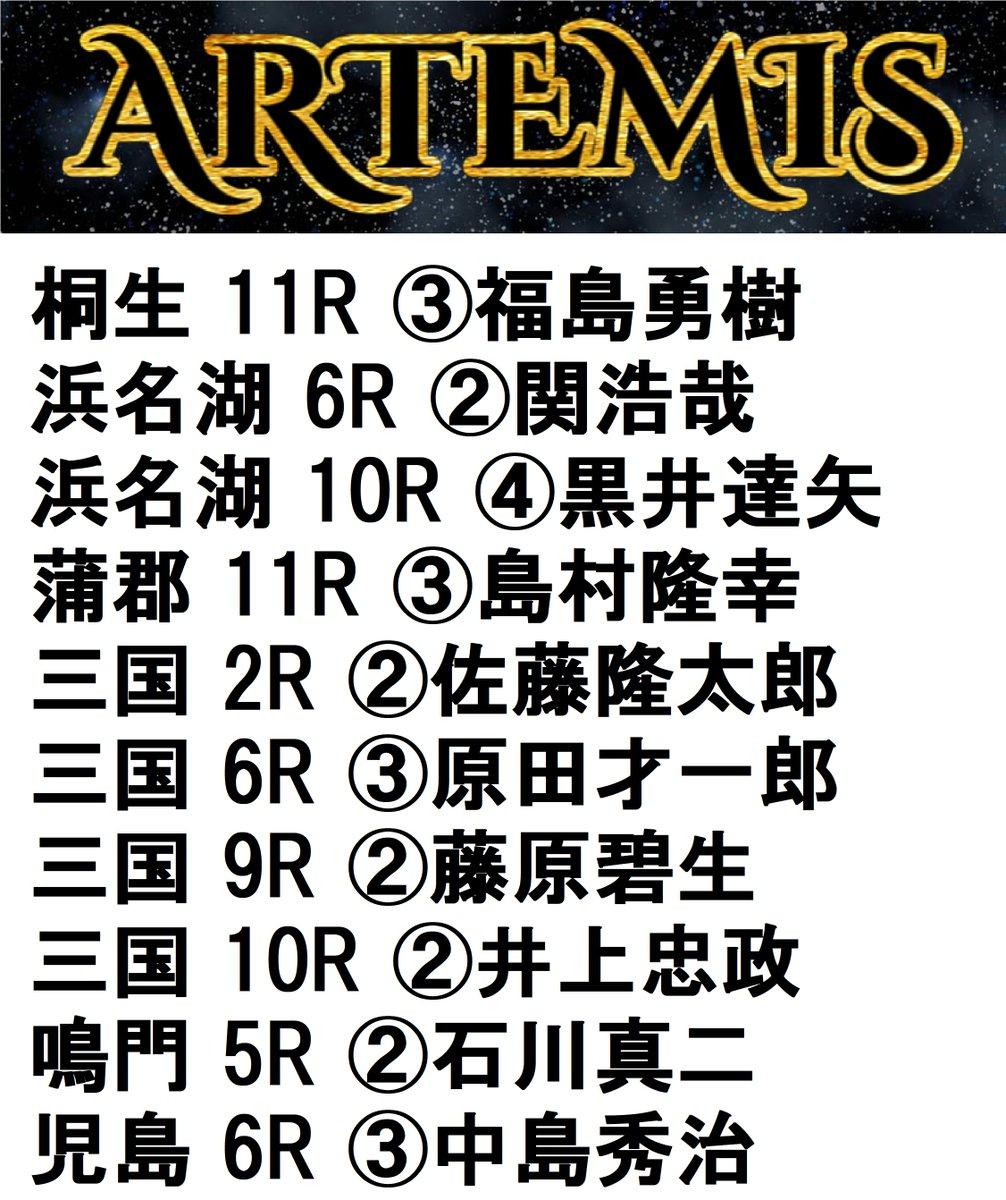 ARTEMIS
桐生 11R ③福島勇樹
浜名湖 6R ②関浩哉
浜名湖 10R ④黒井達矢
蒲郡 11R ③島村隆幸
三国 2R ②佐藤隆太郎
三国 6R ③原田才一郎
三国 9R ②藤原碧生
三国 10R ②井上忠政
鳴門 5R ②石川真二
児島 6R ③中島秀治